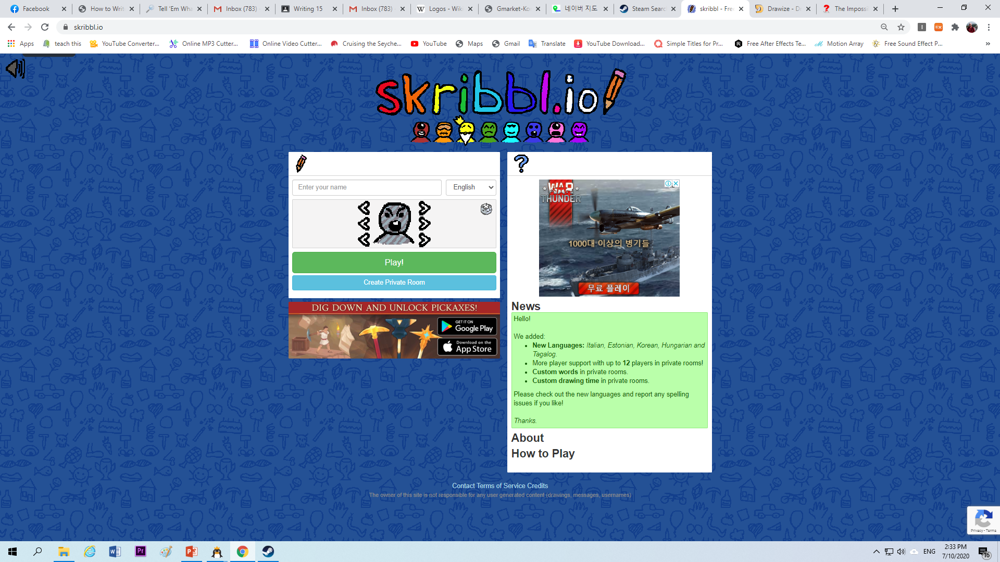 Facebook
How to Writ
Tell 'Em Wha
Inbox (783)
Writing 15
Inbox (783)
Logos - Wiki
Gmarket-Ko
네이버 지도
Steam Searc
skribbl - Fre
Drawize - D
The Impossi
skribbl.io
Apps
teach this
YouTube Converter...
Online MP3 Cutter...
Online Video Cutter...
Cruising the Seyche...
YouTube
Maps
Gmail
Translate
YouTube Download...
Simple Titles for Pr...
Free After Effects Te...
Motion Array
Free Sound Effect P...
skribbl.io
Enter your name
English
Play!
Create Private Room
DIG DOWN AND UNLOCK PICKAXES!
GET IT ON
Google Play
Download on the
App Store
WAR
THUNDER
1000대 이상의 병기들
무료 플레이
News
Hello!
We added:
New Languages: Italian, Estonian, Korean, Hungarian and
Tagalog.
More player support with up to 12 players in private rooms!
Custom words in private rooms.
Custom drawing time in private rooms.
Please check out the new languages and report any spelling
issues if you like!
Thanks.
About
How to Play
Contact Terms of Service Credits
The owner of this site is not responsible for any user generated content (drawings, messages, usernames)
Privacy - Terms
ENG
2:33 PM
7/10/2020
16